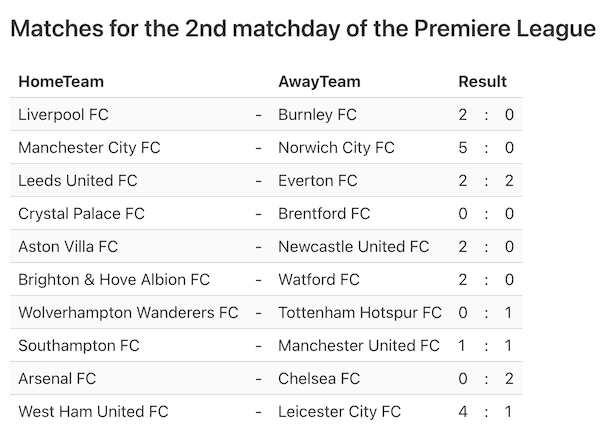 Matches for the 2nd matchday of the Premiere League
HomeTeam AwayTeam Result
Liverpool FC - Burnley FC 2 : 0
Manchester City FC - Norwich City FC 5 : 0
Leeds United FC - Everton FC 2 : 2
Crystal Palace FC - Brentford FC 0 : 0
Aston Villa FC - Newcastle United FC 2 : 0
Brighton & Hove Albion FC - Watford FC 2 : 0
Wolverhampton Wanderers FC - Tottenham Hotspur FC 0 : 1
Southampton FC - Manchester United FC 1 : 1
Arsenal FC - Chelsea FC 0 : 2
West Ham United FC - Leicester City FC 4 : 1